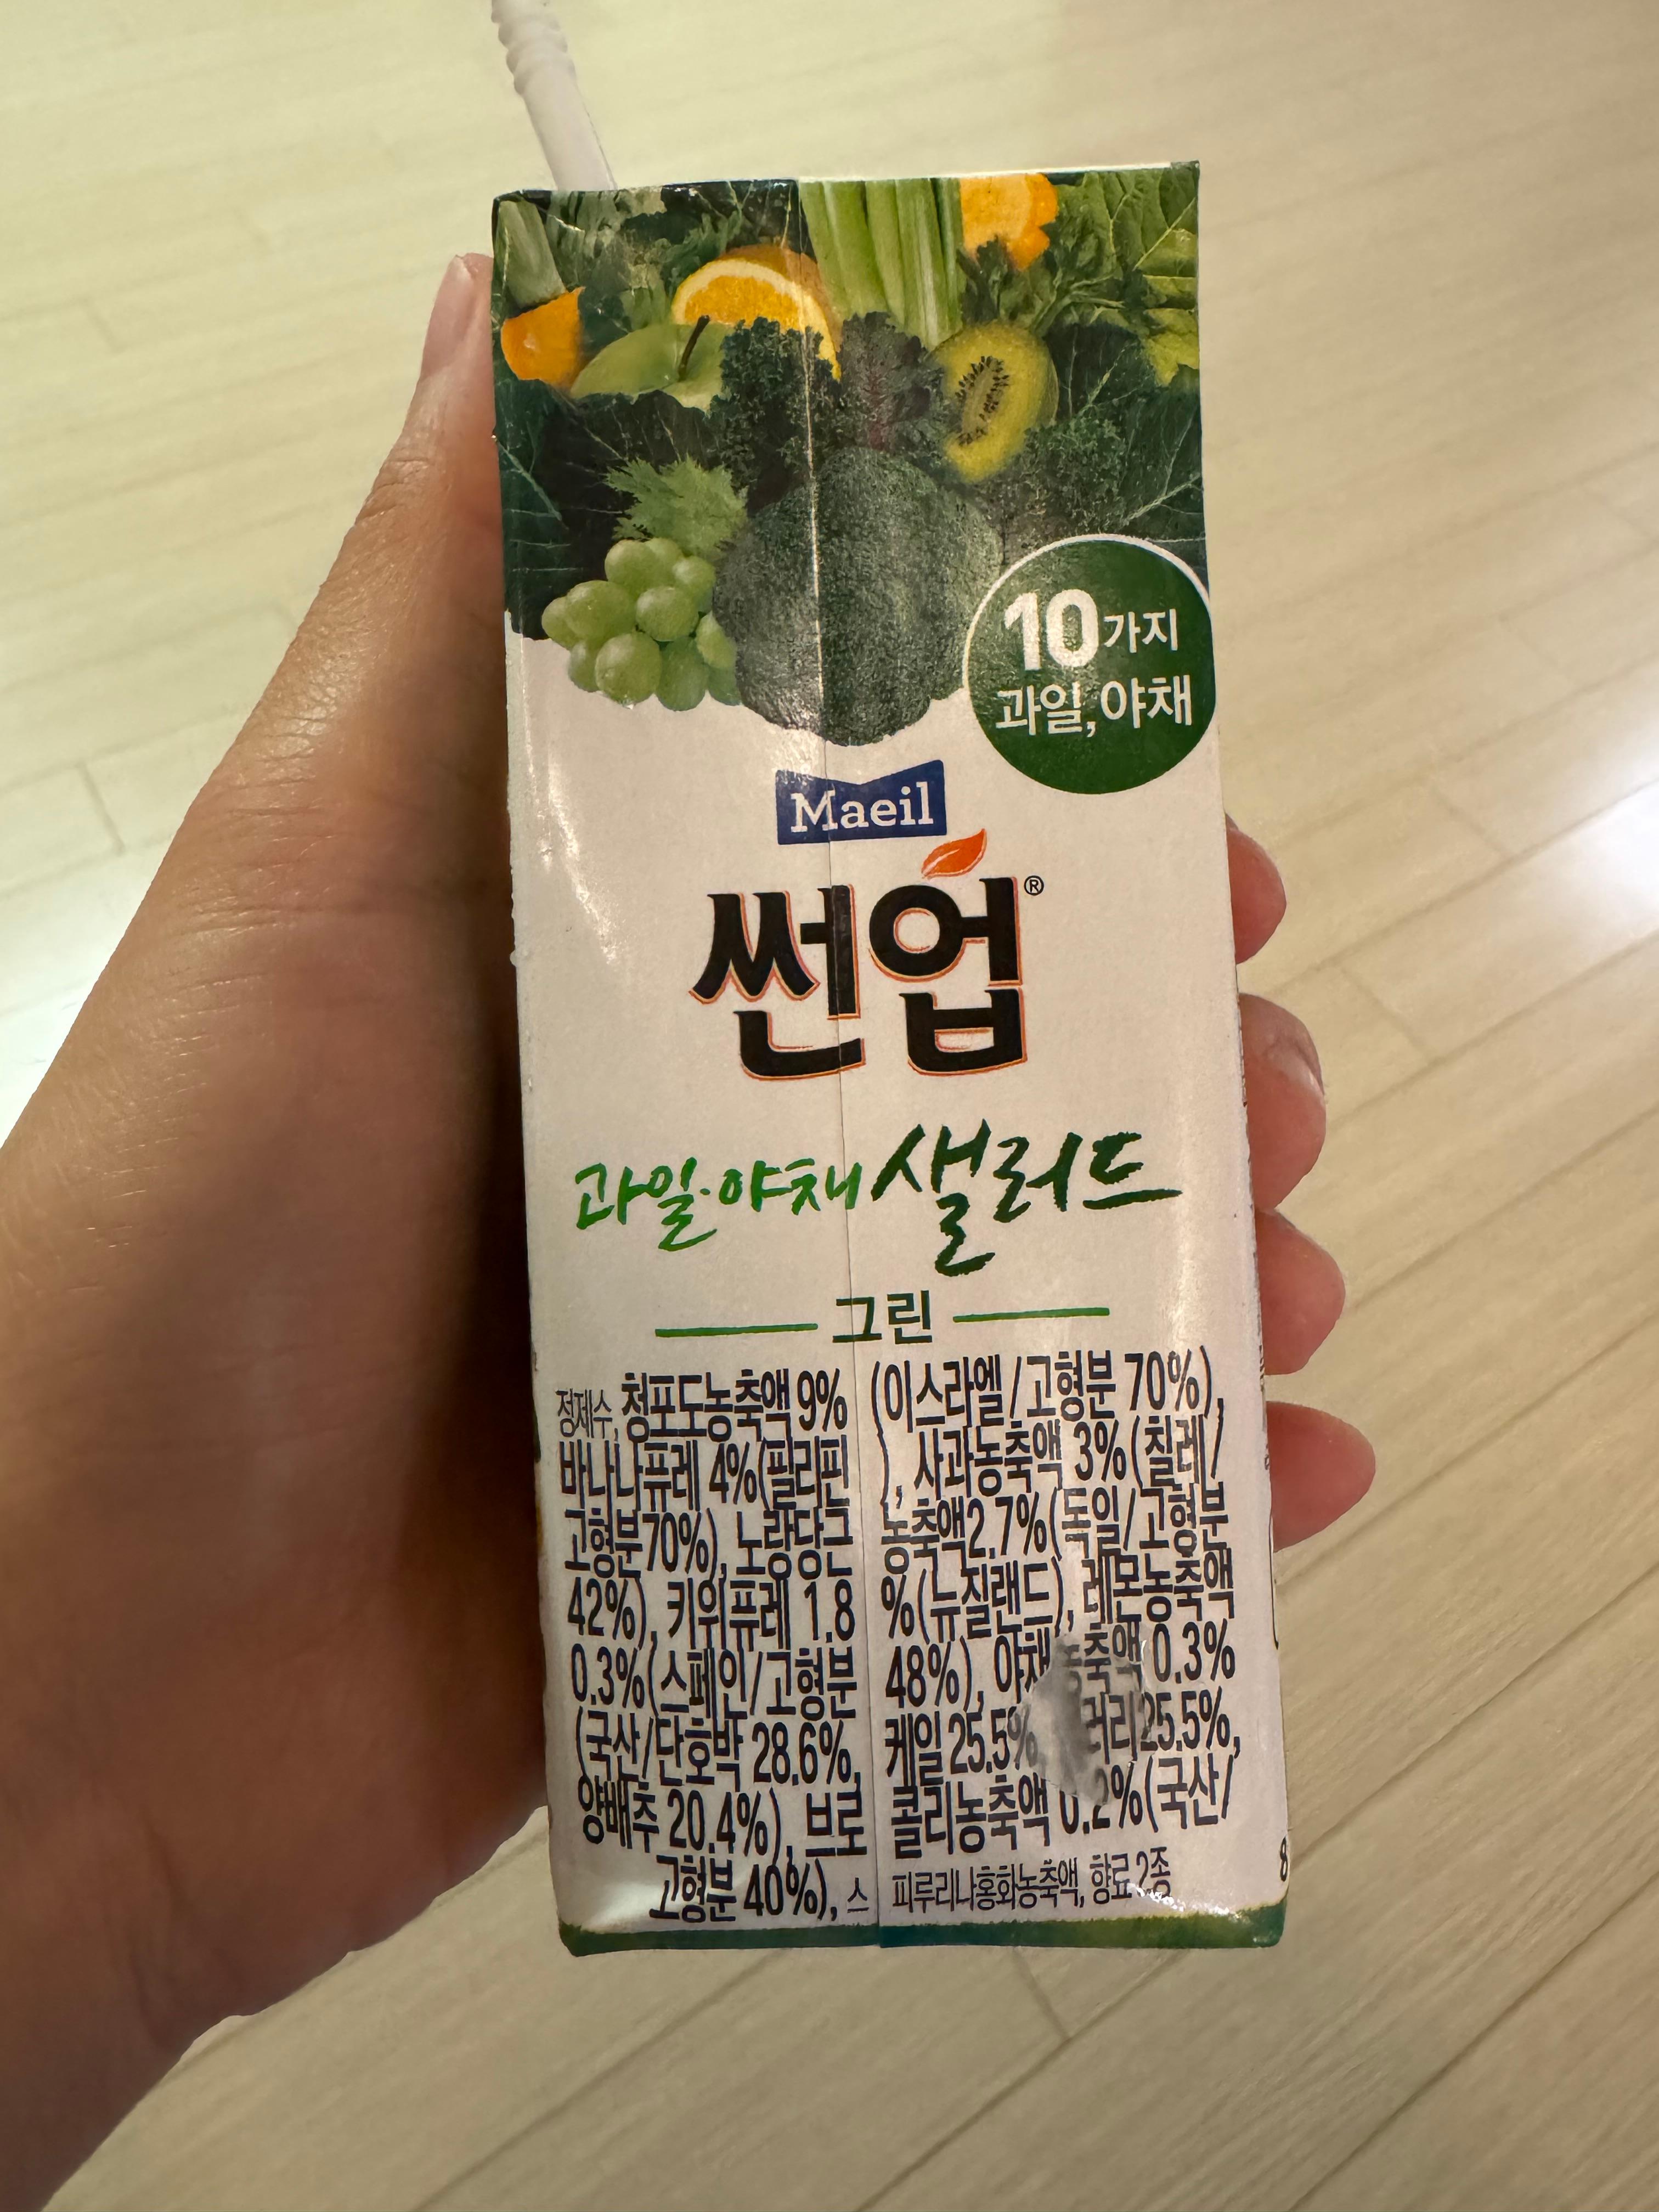 10가지
과일,야채
Maeil
썬업®
과일·야채샐러드
그린
정제수, 청포도농축액 9% (이스라엘/고형분 70%),
바나나퓨레 4%(필리핀), 사과농축액 3%(칠레/
고형분70%), 노랑당근농축액2.7%(독일/고형분
42%), 키위퓨레 1.8%(뉴질랜드), 레몬농축액
0.3%(스페인/고형분 48%), 야채농축액 0.3%
(국산/단호박 28.6%, 케일 25.5% 25.5%,
양배추 20.4%), 브로콜리농축액 0.2%(국산/
고형분 40%), 스피루리나홍화농축액, 향료2종
8